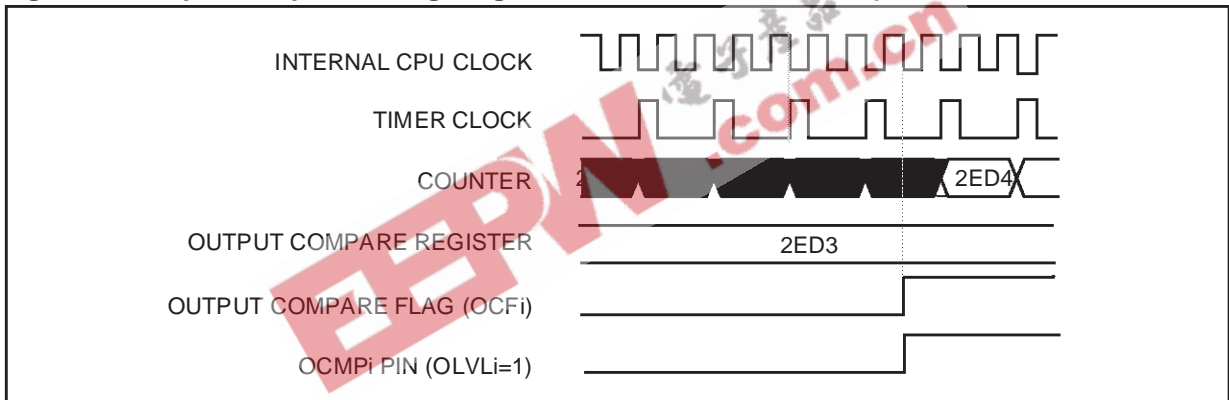 INTERNAL CPU CLOCK
TIMER CLOCK
COUNTER
2
2ED4
OUTPUT COMPARE REGISTER
2ED3
OUTPUT COMPARE FLAG (OCFi)
OCMPi PIN (OLVLi=1)
EEPW
.com.cn